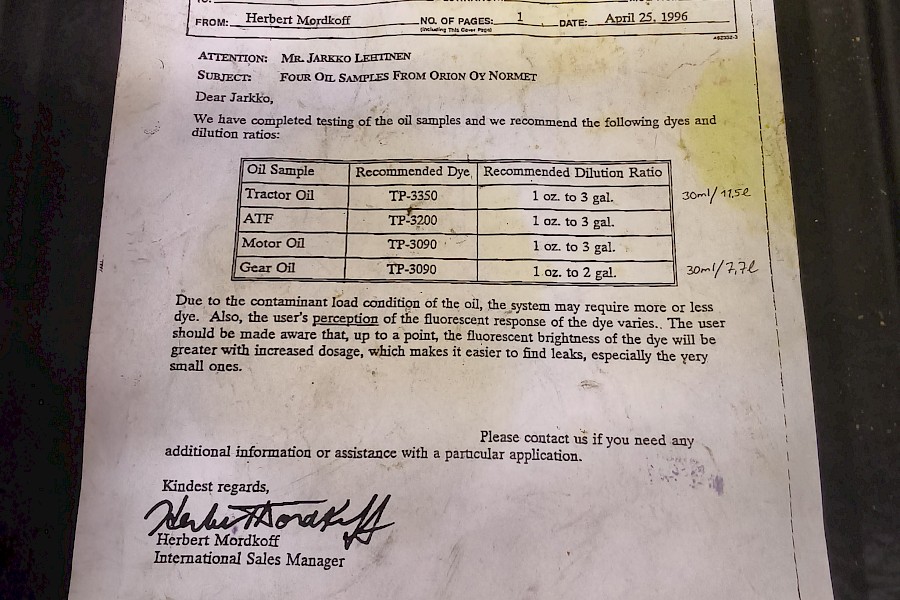 FROM: Herbert Mordkoff NO. OF PAGES: 1 DATE: April 25, 1996
(Including This Cover Page)
ATTENTION: MR. JARKKO LEHTINEN
SUBJECT: FOUR OIL SAMPLES FROM ORION OY NORMET
Dear Jarkko,
We have completed testing of the oil samples and we recommend the following dyes and
dilution ratios:
Oil Sample Recommended Dye Recommended Dilution Ratio
Tractor Oil TP-3350 1 oz. to 3 gal. 30ml/11,5l
ATF TP-3200 1 oz. to 3 gal.
Motor Oil TP-3090 1 oz. to 3 gal.
Gear Oil TP-3090 1 oz. to 2 gal. 30ml/7,7l
Due to the contaminant load condition of the oil, the system may require more or less
dye. Also, the user's perception of the fluorescent response of the dye varies.. The user
should be made aware that, up to a point, the fluorescent brightness of the dye will be
greater with increased dosage, which makes it easier to find leaks, especially the very
small ones.
Please contact us if you need any
additional information or assistance with a particular application.
Kindest regards,
Herbert Mordkoff
Herbert Mordkoff
International Sales Manager